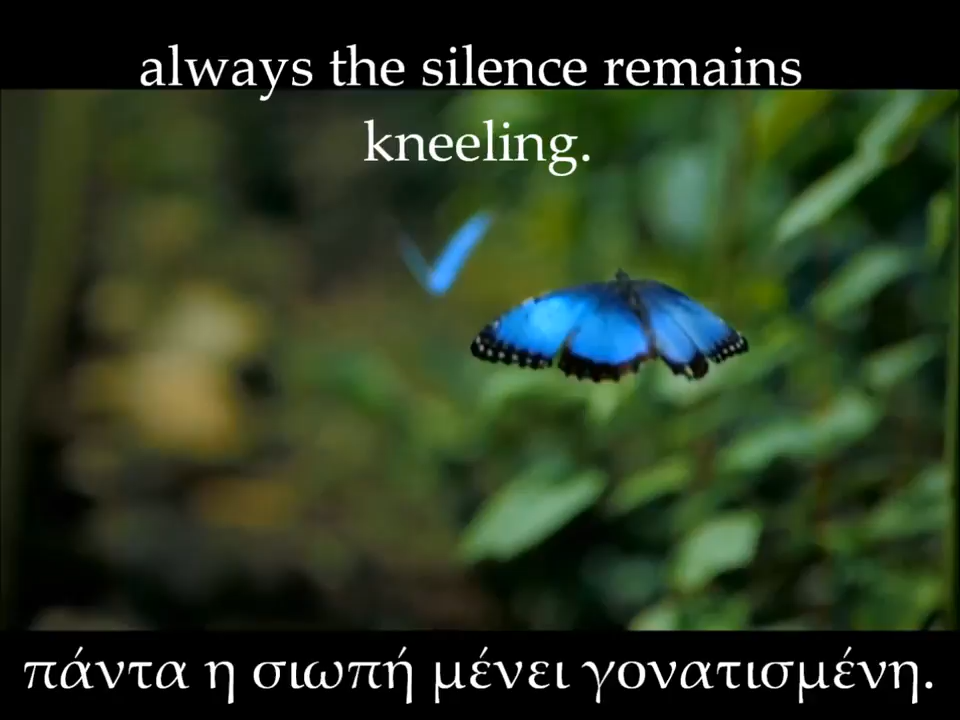 always the silence remains
kneeling.
πάντα η σιωπή μένει γονατισμένη.